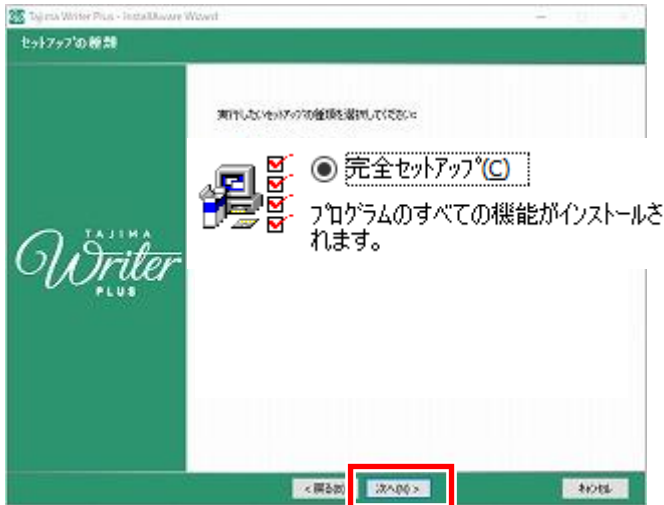 Tajima Writer Plus - InstallAware Wizard
セットアップの種類
実行したいセットアップの種類を選択してください:
完全セットアップ(C)
プログラムのすべての機能がインストールさ
れます。
TAJIMA
Writer
PLUS
< 戻る(B)
次へ(N) >
キャンセル